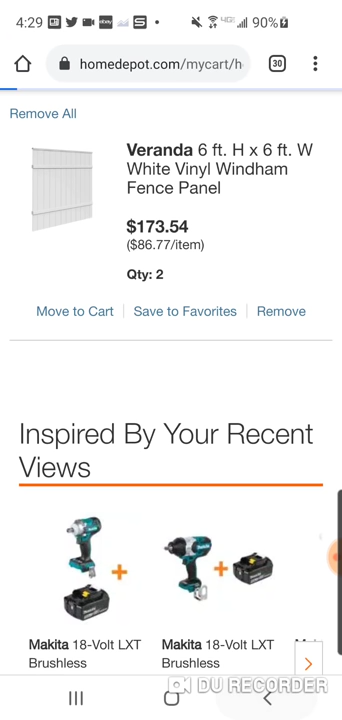 4:29
90%
homedepot.com/mycart/h
30
Remove All
Veranda 6 ft. H x 6 ft. W
White Vinyl Windham
Fence Panel
$173.54
($86.77/item)
Qty: 2
Move to Cart Save to Favorites Remove
Inspired By Your Recent
Views
Makita 18-Volt LXT
Brushless
Makita 18-Volt LXT
Brushless
DU RECORDER